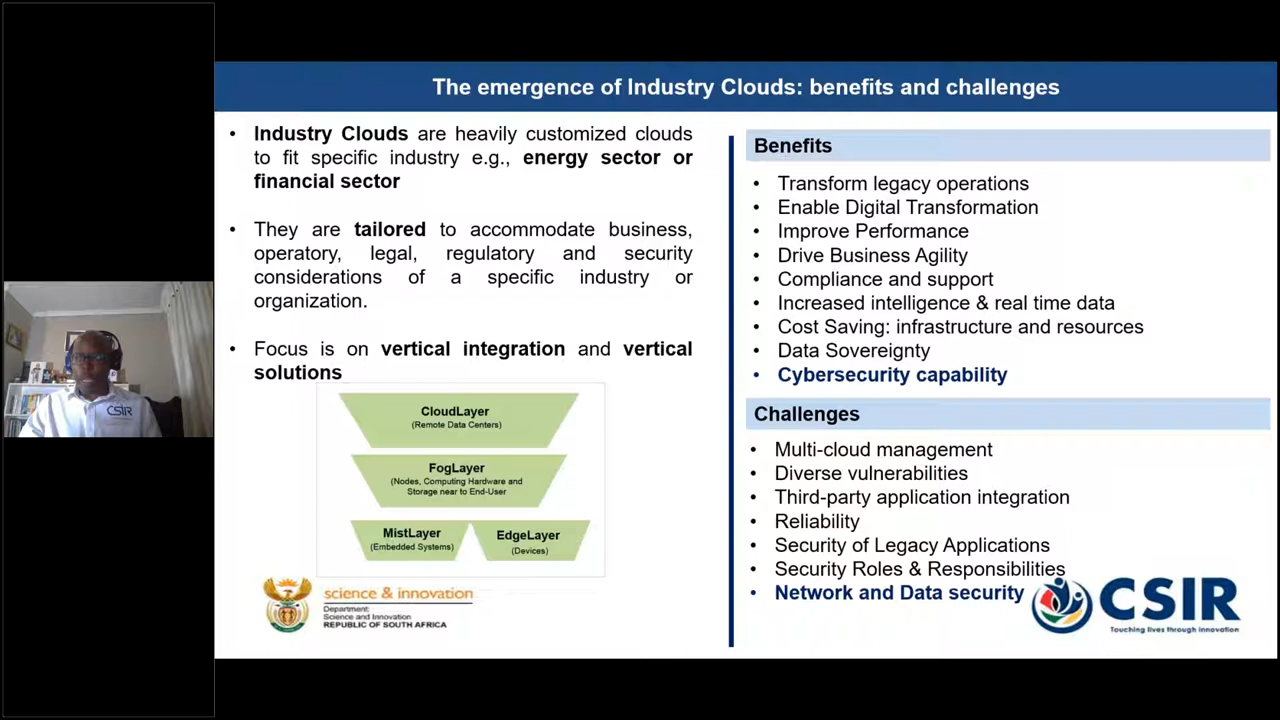 The emergence of Industry Clouds: benefits and challenges
• Industry Clouds are heavily customized clouds
to fit specific industry e.g., energy sector or
financial sector
• They are tailored to accommodate business,
operatory, legal, regulatory and security
considerations of a specific industry or
organization.
• Focus is on vertical integration and vertical
solutions
CloudLayer
(Remote Data Centers)
FogLayer
(Nodes, Computing Hardware and
Storage near to End-User
MistLayer
(Embedded Systems)
EdgeLayer
(Devices)
science & innovation
Department:
Science and Innovation
REPUBLIC OF SOUTH AFRICA
Benefits
• Transform legacy operations
• Enable Digital Transformation
• Improve Performance
• Drive Business Agility
• Compliance and support
• Increased intelligence & real time data
• Cost Saving: infrastructure and resources
• Data Sovereignty
• Cybersecurity capability
Challenges
• Multi-cloud management
• Diverse vulnerabilities
• Third-party application integration
• Reliability
• Security of Legacy Applications
• Security Roles & Responsibilities
• Network and Data security
CSIR
Touching lives through innovation
CSIR